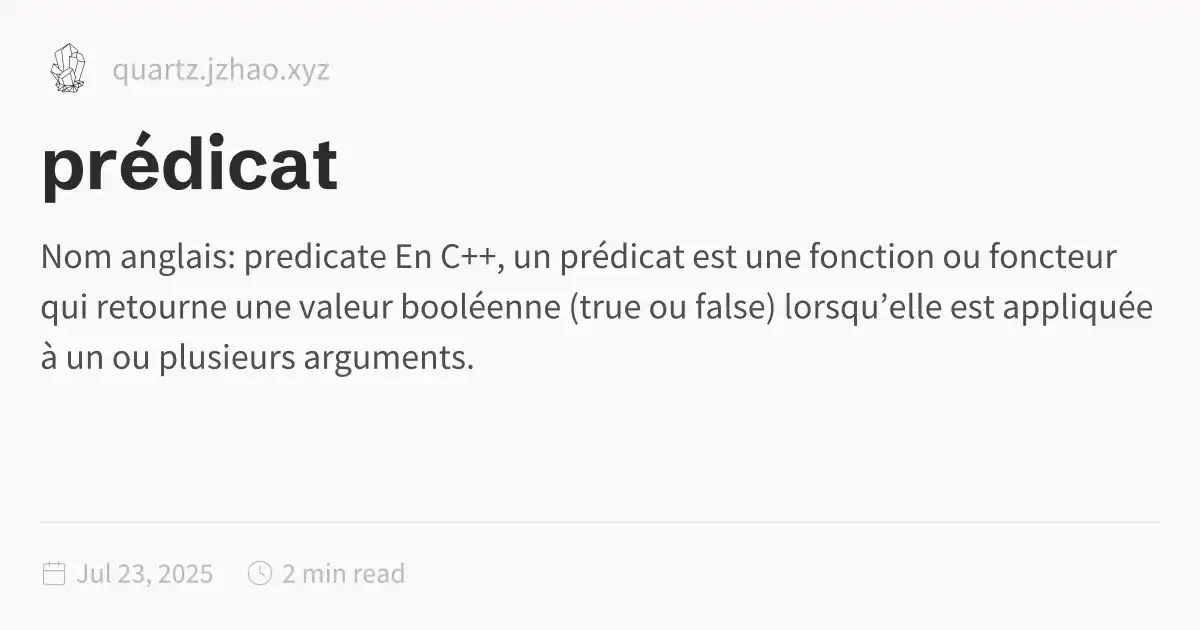 quartz.jzhao.xyz
prédicat
Nom anglais: predicate En C++, un prédicat est une fonction ou foncteur
qui retourne une valeur booléenne (true ou false) lorsqu’elle est appliquée
à un ou plusieurs arguments.
Jul 23, 2025 2 min read